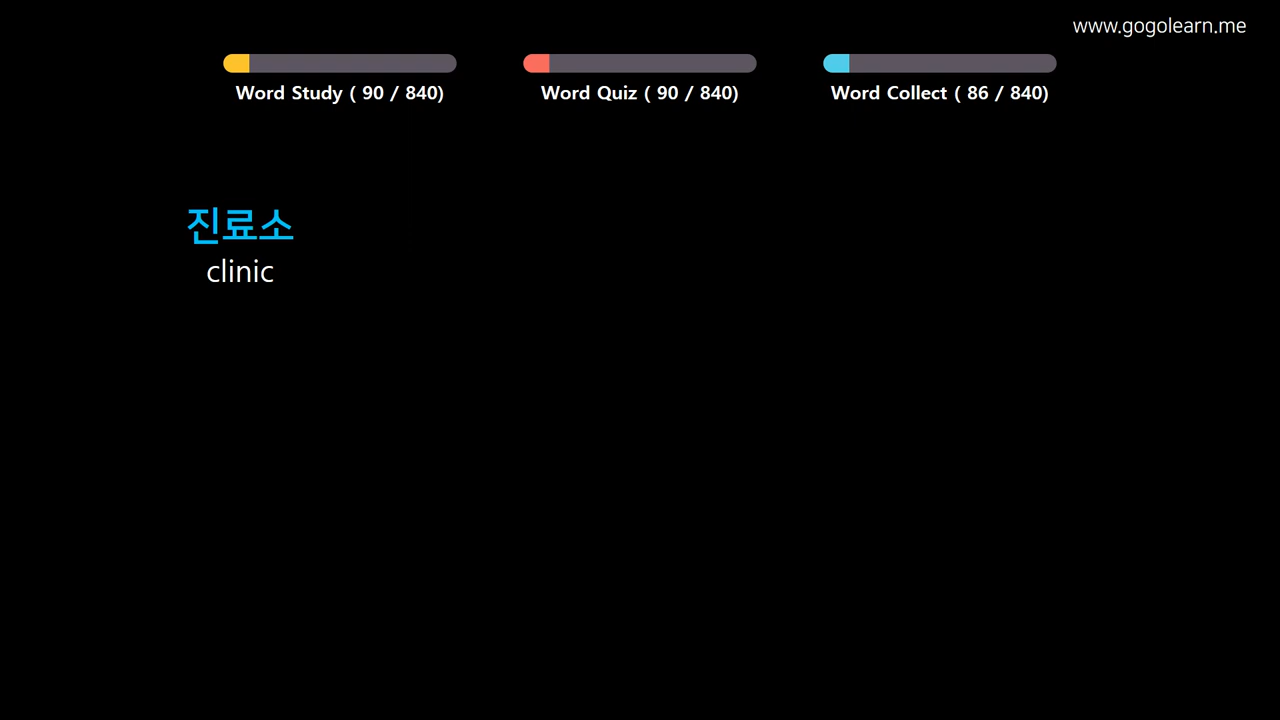 www.gogolearn.me
Word Study ( 90 / 840)
Word Quiz ( 90 / 840)
Word Collect ( 86 / 840)
진료소
clinic